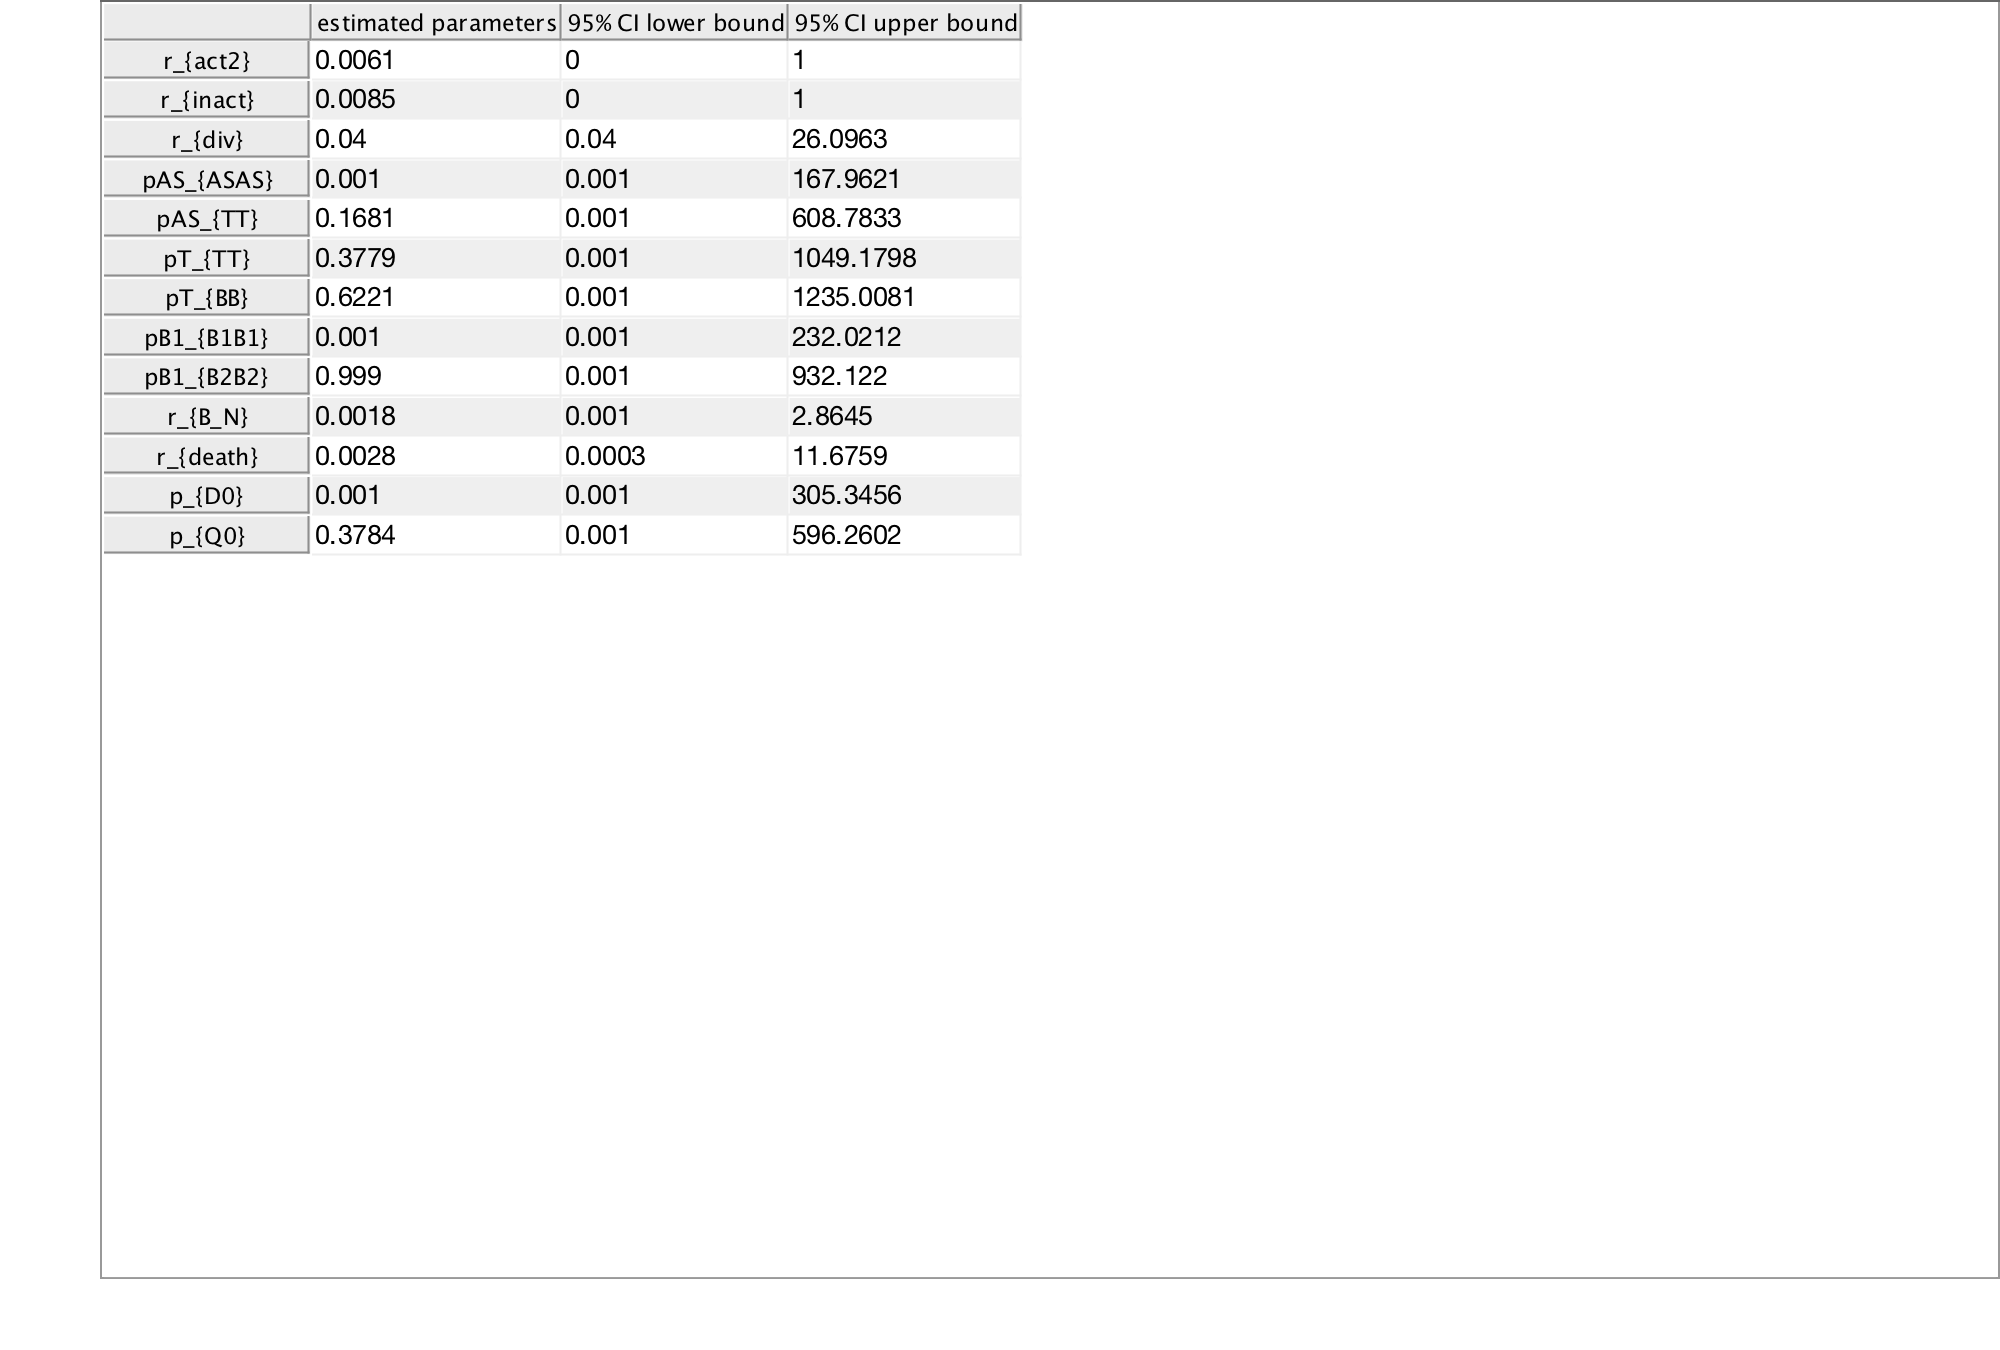 estimated parameters 95% CI lower bound 95% CI upper bound
r_{act2} 0.0061 0 1
r_{inact} 0.0085 0 1
r_{div} 0.04 0.04 26.0963
pAS_{ASAS} 0.001 0.001 167.9621
pAS_{TT} 0.1681 0.001 608.7833
pT_{TT} 0.3779 0.001 1049.1798
pT_{BB} 0.6221 0.001 1235.0081
pB1_{B1B1} 0.001 0.001 232.0212
pB1_{B2B2} 0.999 0.001 932.122
r_{B_N} 0.0018 0.001 2.8645
r_{death} 0.0028 0.0003 11.6759
p_{D0} 0.001 0.001 305.3456
p_{Q0} 0.3784 0.001 596.2602